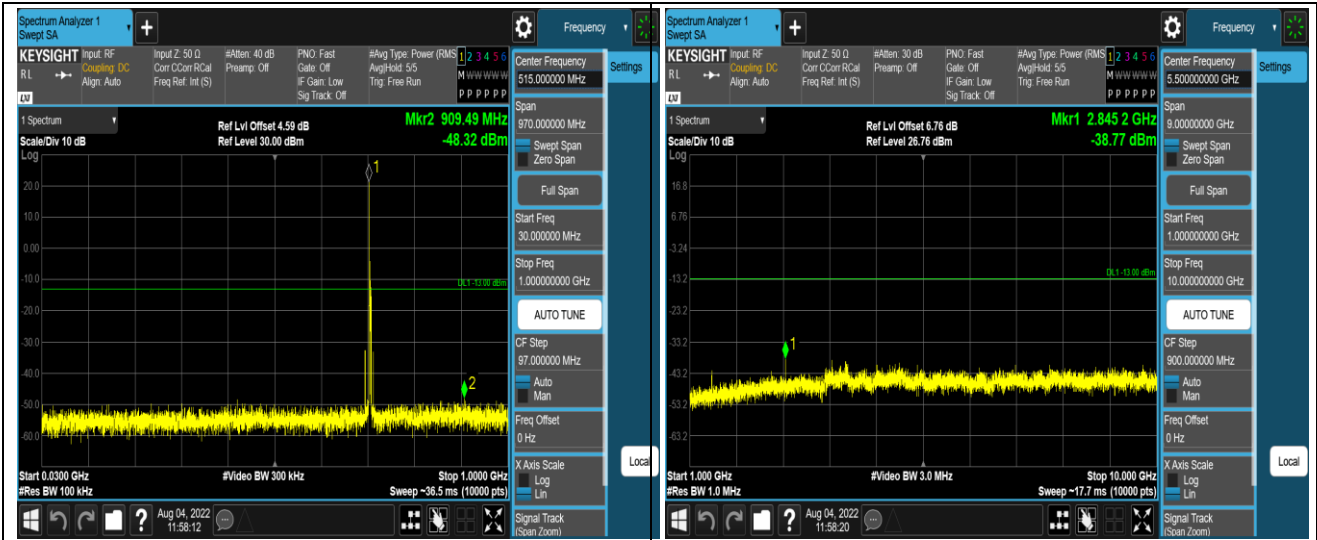 Spectrum Analyzer 1
Swept SA
Frequency
KEYSIGHT
Input: RF
Coupling: DC
Align: Auto
Input Z: 50 Ω
Corr CCorr RCal
Freq Ref: Int (S)
#Atten: 40 dB
Preamp: Off
PNO: Fast
Gate: Off
IF Gain: Low
Sig Track: Off
#Avg Type: Power (RMS
Avg|Hold: 5/5
Trig: Free Run
1 2 3 4 5 6
M W W W W W
P P P P P P
R L
LXI
1 Spectrum
Scale/Div 10 dB
Log
Ref Lvl Offset 4.59 dB
Ref Level 30.00 dBm
Mkr2 909.49 MHz
-48.32 dBm
1
20.0
10.0
0.00
-10.0
DL1 -13.00 dBm
-20.0
-30.0
-40.0
2
-50.0
-60.0
Start 0.0300 GHz
#Res BW 100 kHz
#Video BW 300 kHz
Stop 1.0000 GHz
Sweep ~36.5 ms (10000 pts)
Aug 04, 2022
11:58:12
Center Frequency
515.000000 MHz
Settings
Span
970.000000 MHz
Swept Span
Zero Span
Full Span
Start Freq
30.000000 MHz
Stop Freq
1.000000000 GHz
AUTO TUNE
CF Step
97.000000 MHz
Auto
Man
Freq Offset
0 Hz
X Axis Scale
Log
Lin
Local
Signal Track
(Span Zoom)
Spectrum Analyzer 1
Swept SA
Frequency
KEYSIGHT
Input: RF
Coupling: DC
Align: Auto
Input Z: 50 Ω
Corr CCorr RCal
Freq Ref: Int (S)
#Atten: 30 dB
Preamp: Off
PNO: Fast
Gate: Off
IF Gain: Low
Sig Track: Off
#Avg Type: Power (RMS
Avg|Hold: 5/5
Trig: Free Run
1 2 3 4 5 6
M W W W W W
P P P P P P
R L
LXI
1 Spectrum
Scale/Div 10 dB
Log
Ref Lvl Offset 6.76 dB
Ref Level 26.76 dBm
Mkr1 2.845 2 GHz
-38.77 dBm
16.8
6.76
-3.24
-13.2
DL1 -13.00 dBm
-23.2
-33.2
1
-43.2
-53.2
-63.2
Start 1.000 GHz
#Res BW 1.0 MHz
#Video BW 3.0 MHz
Stop 10.000 GHz
Sweep ~17.7 ms (10000 pts)
Aug 04, 2022
11:58:20
Center Frequency
5.500000000 GHz
Settings
Span
9.00000000 GHz
Swept Span
Zero Span
Full Span
Start Freq
1.000000000 GHz
Stop Freq
10.000000000 GHz
AUTO TUNE
CF Step
900.000000 MHz
Auto
Man
Freq Offset
0 Hz
X Axis Scale
Log
Lin
Local
Signal Track
(Span Zoom)